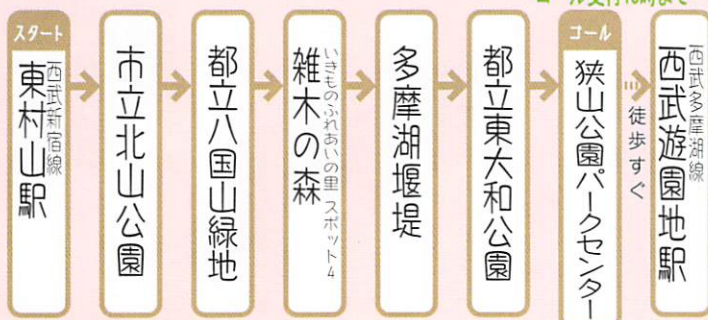 スタート
西武新宿線
東村山駅
市立北山公園
都立八国山緑地
いきものふれあいの里 スポット4
雑木の森
多摩湖堰堤
都立東大和公園
ゴール
狭山公園パークセンター
徒歩すぐ
西武多摩湖線
西武遊園地駅